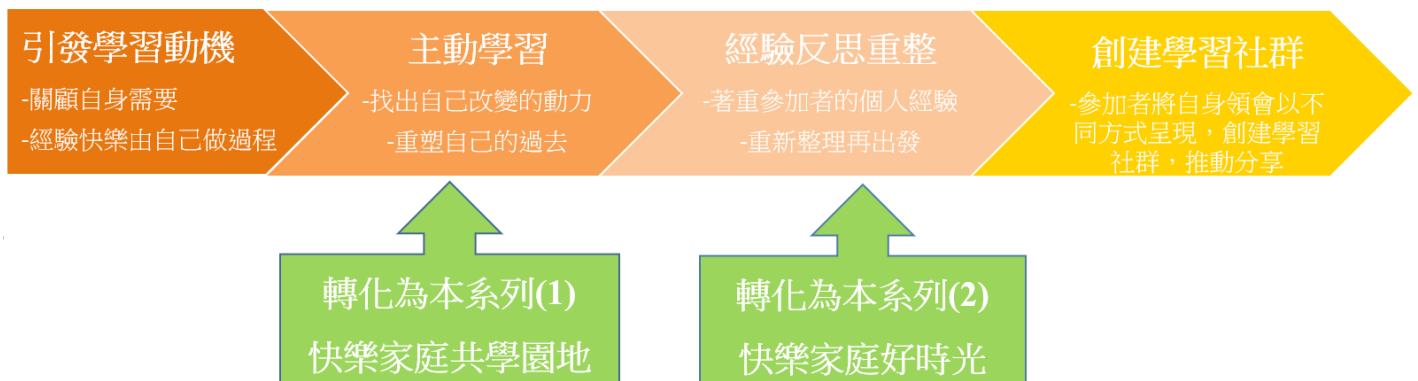 引發學習動機
-關顧自身需要
-經驗快樂由自己做過程
主動學習
-找出自己改變的動力
-重塑自己的過去
經驗反思重整
-著重參加者的個人經驗
-重新整理再出發
創建學習社群
-參加者將自身領會以不
同方式呈現，創建學習
社群，推動分享
轉化為本系列(1)
快樂家庭共學園地
轉化為本系列(2)
快樂家庭好時光